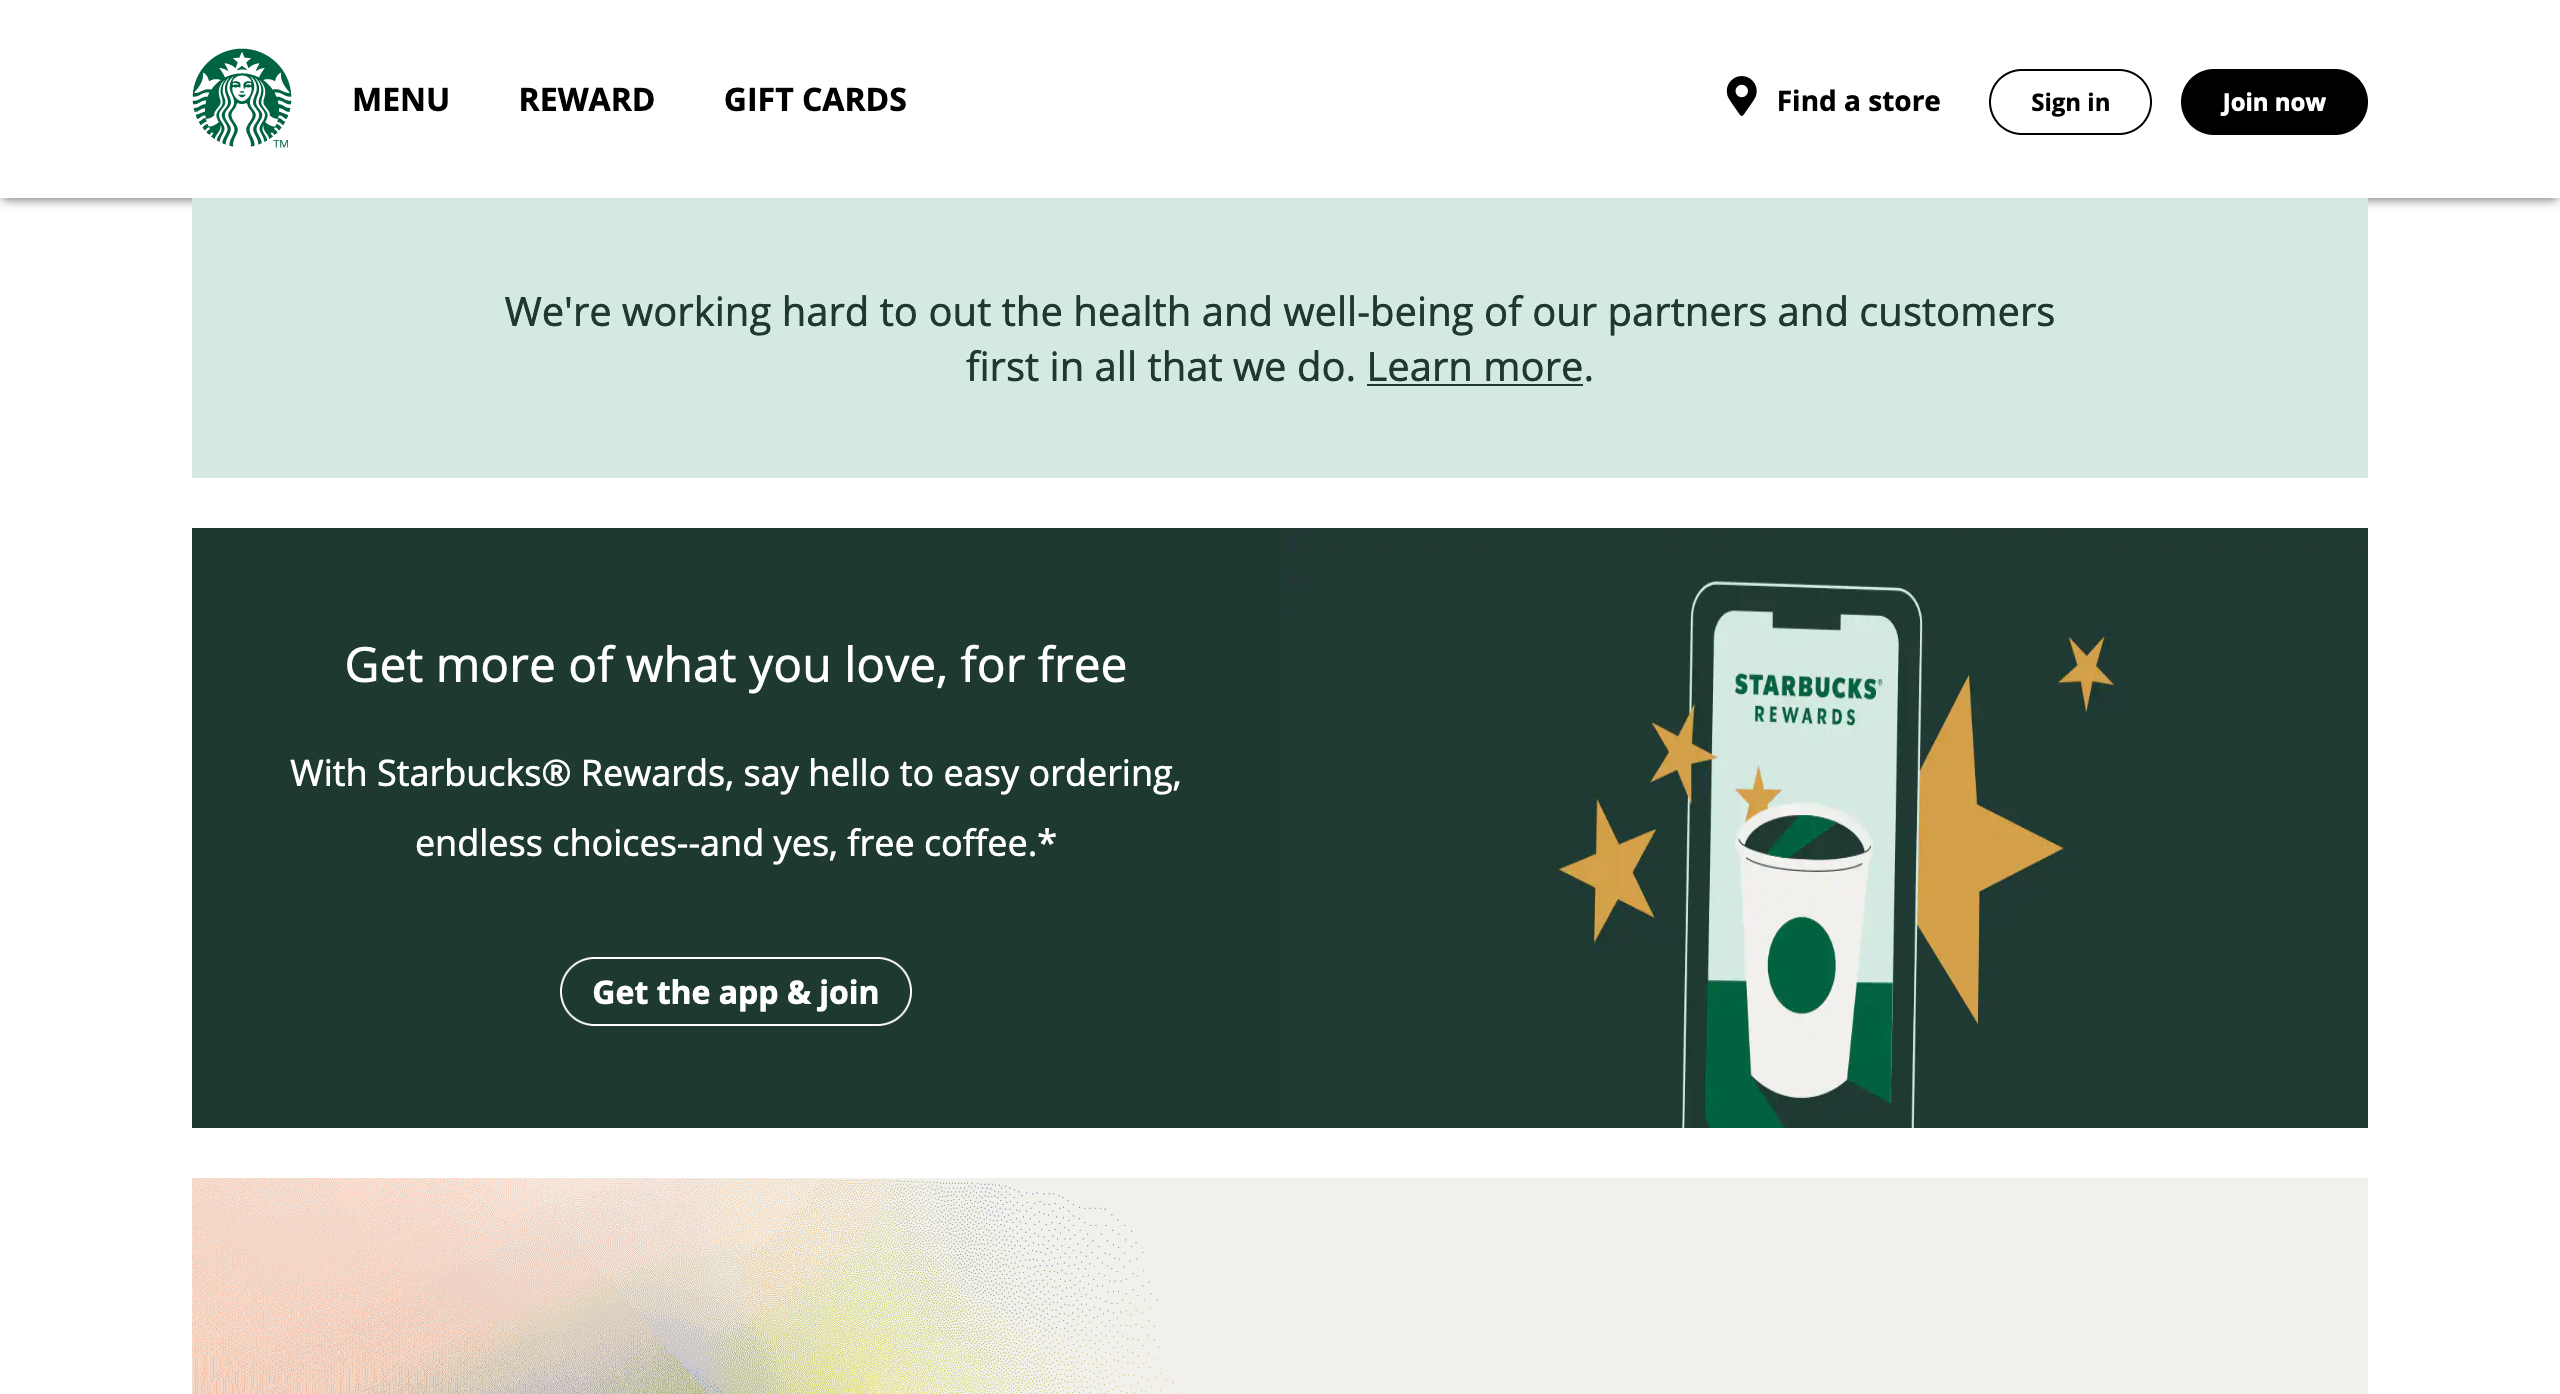 TM
MENU REWARD GIFT CARDS
Find a store
Sign in
Join now
We're working hard to out the health and well-being of our partners and customers
first in all that we do. Learn more.
Get more of what you love, for free
With Starbucks® Rewards, say hello to easy ordering,
endless choices--and yes, free coffee.*
Get the app & join
STARBUCKS®
REWARDS